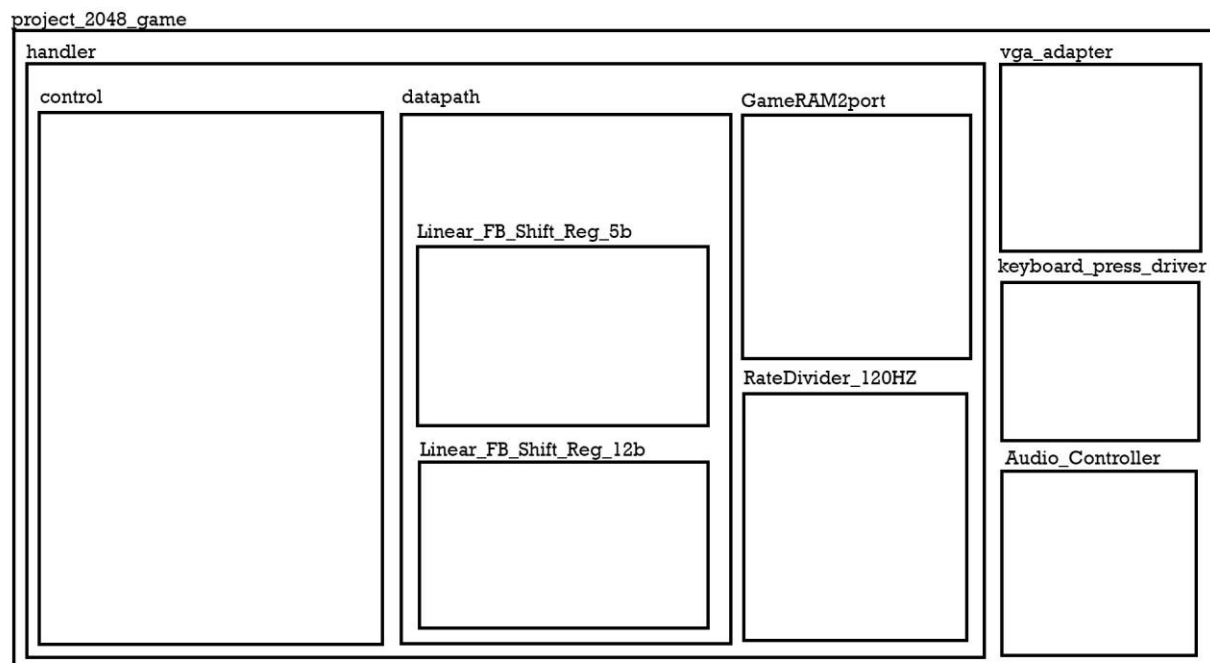 project_2048_game
handler
control
datapath
Linear_FB_Shift_Reg_5b
Linear_FB_Shift_Reg_12b
GameRAM2port
RateDivider_120HZ
vga_adapter
keyboard_press_driver
Audio_Controller